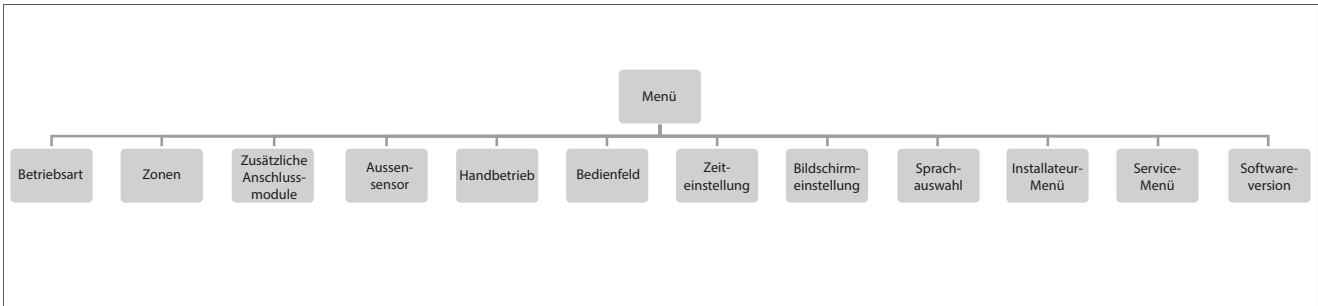 Menü
Betriebsart
Zonen
Zusätzliche
Anschluss-
module
Aussen-
sensor
Handbetrieb
Bedienfeld
Zeit-
einstellung
Bildschirm-
einstellung
Sprach-
auswahl
Installateur-
Menü
Service-
Menü
Software-
version